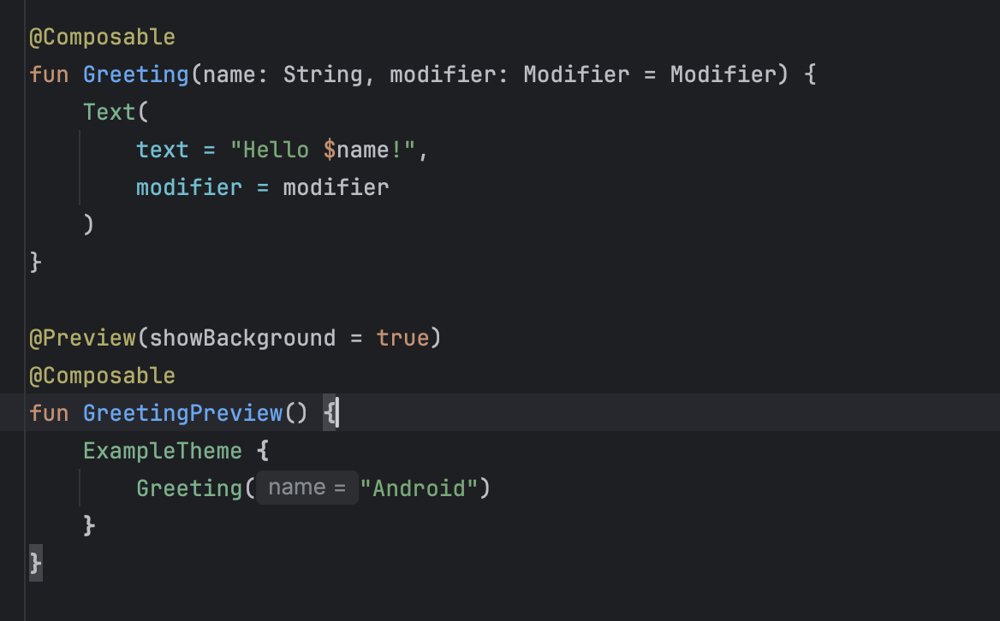 @Composable
fun Greeting(name: String, modifier: Modifier = Modifier) {
    Text(
        text = "Hello $name!",
        modifier = modifier
    )
}

@Preview(showBackground = true)
@Composable
fun GreetingPreview() {
    ExampleTheme {
        Greeting( name = "Android")
    }
}